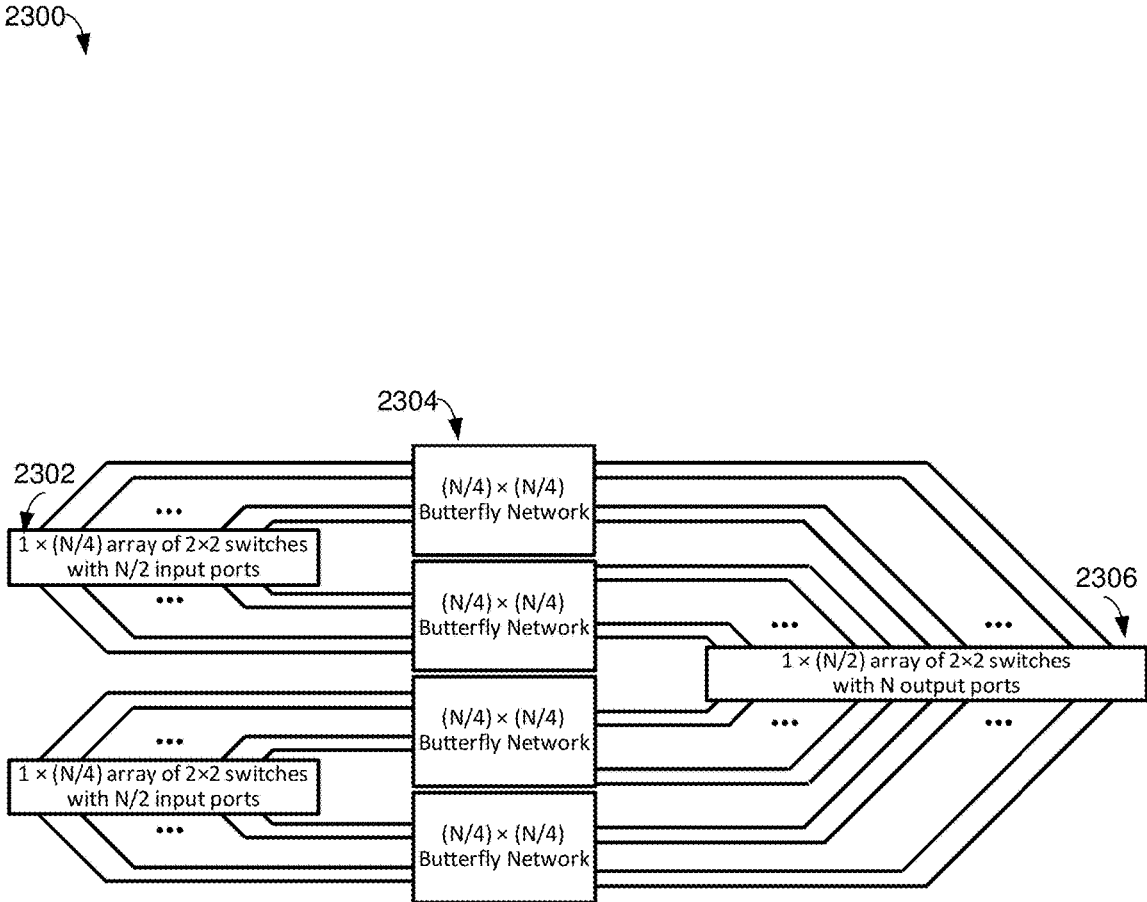 2300
2304
2302
(N/4) × (N/4)
Butterfly Network
•••
1 × (N/4) array of 2×2 switches
with N/2 input ports
•••
(N/4) × (N/4)
Butterfly Network
2306
•••
•••
1 × (N/2) array of 2×2 switches
with N output ports
•••
•••
(N/4) × (N/4)
Butterfly Network
•••
1 × (N/4) array of 2×2 switches
with N/2 input ports
•••
(N/4) × (N/4)
Butterfly Network